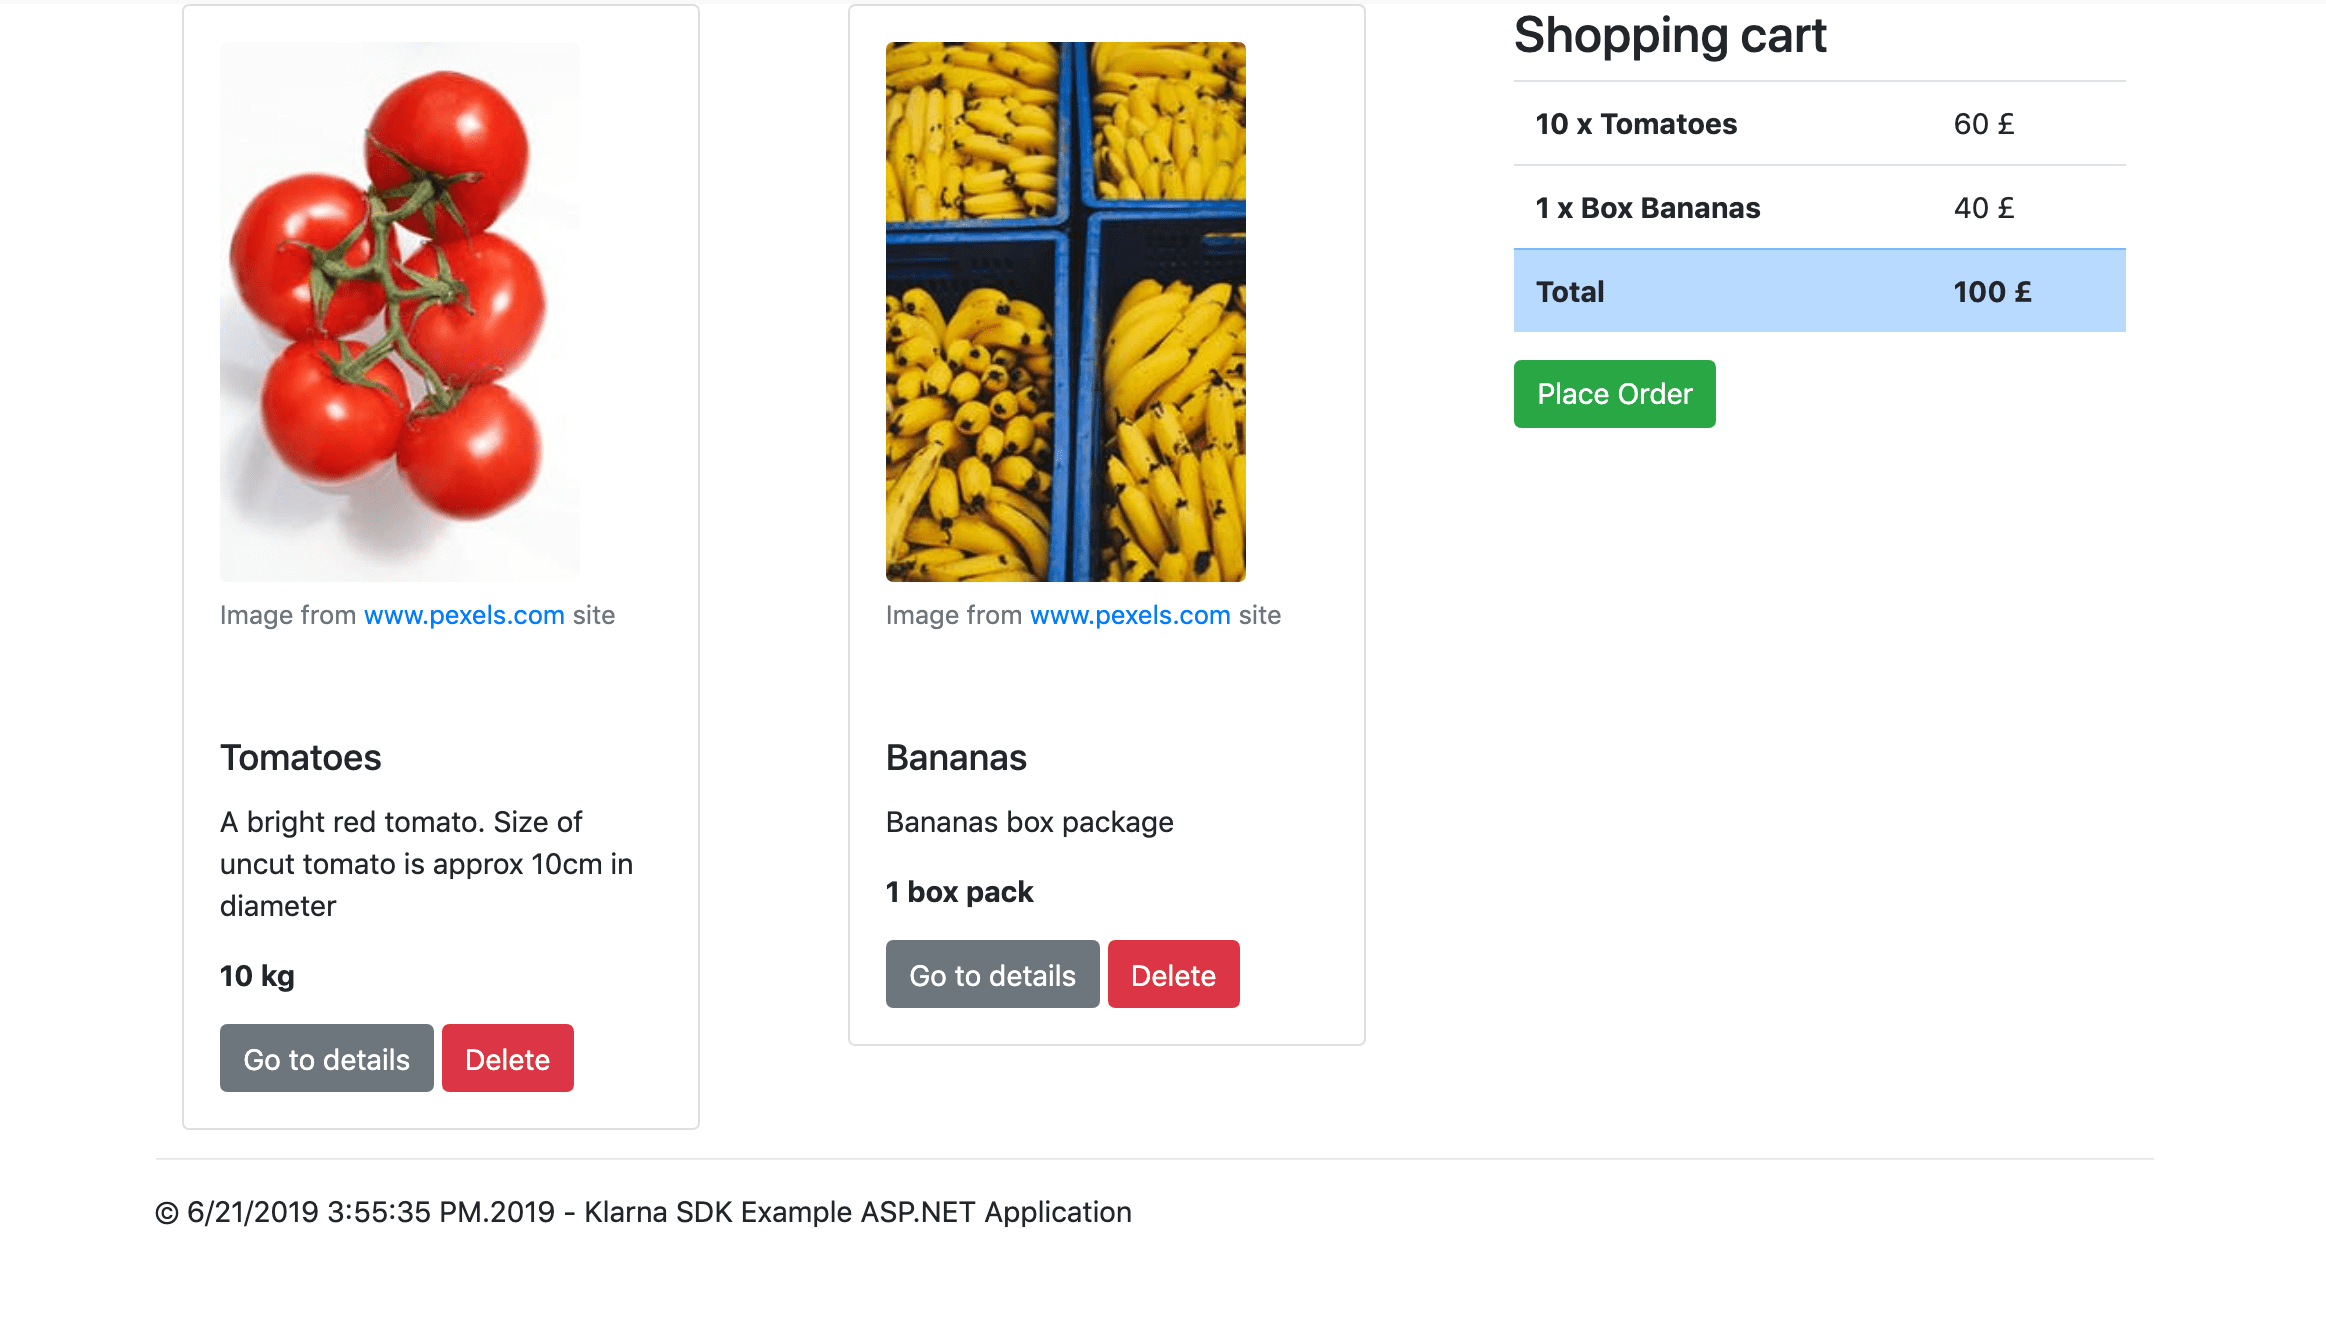 Image from www.pexels.com site
Tomatoes
A bright red tomato. Size of
uncut tomato is approx 10cm in
diameter
10 kg
Go to details Delete
Image from www.pexels.com site
Bananas
Bananas box package
1 box pack
Go to details Delete
Shopping cart
10 x Tomatoes 60 £
1 x Box Bananas 40 £
Total 100 £
Place Order
© 6/21/2019 3:55:35 PM.2019 - Klarna SDK Example ASP.NET Application